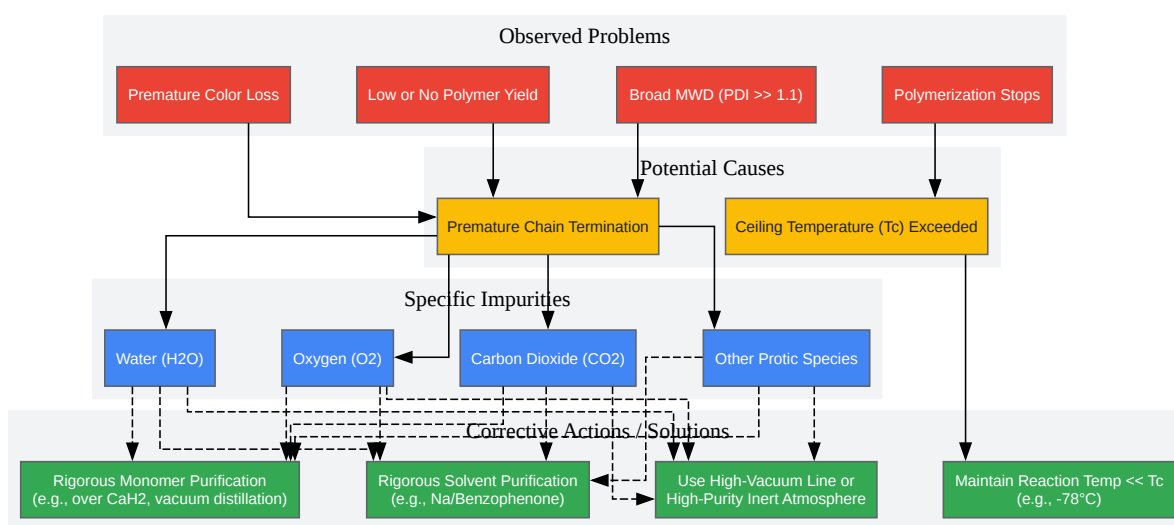 Observed Problems
Premature Color Loss
Low or No Polymer Yield
Broad MWD (PDI >> 1.1)
Polymerization Stops
Potential Causes
Premature Chain Termination
Ceiling Temperature (Tc) Exceeded
Specific Impurities
Water (H2O)
Oxygen (O2)
Carbon Dioxide (CO2)
Other Protic Species
Corrective Actions / Solutions
Rigorous Monomer Purification
(e.g., over CaH2, vacuum distillation)
Rigorous Solvent Purification
(e.g., Na/Benzophenone)
Use High-Vacuum Line or
High-Purity Inert Atmosphere
Maintain Reaction Temp << Tc
(e.g., -78°C)